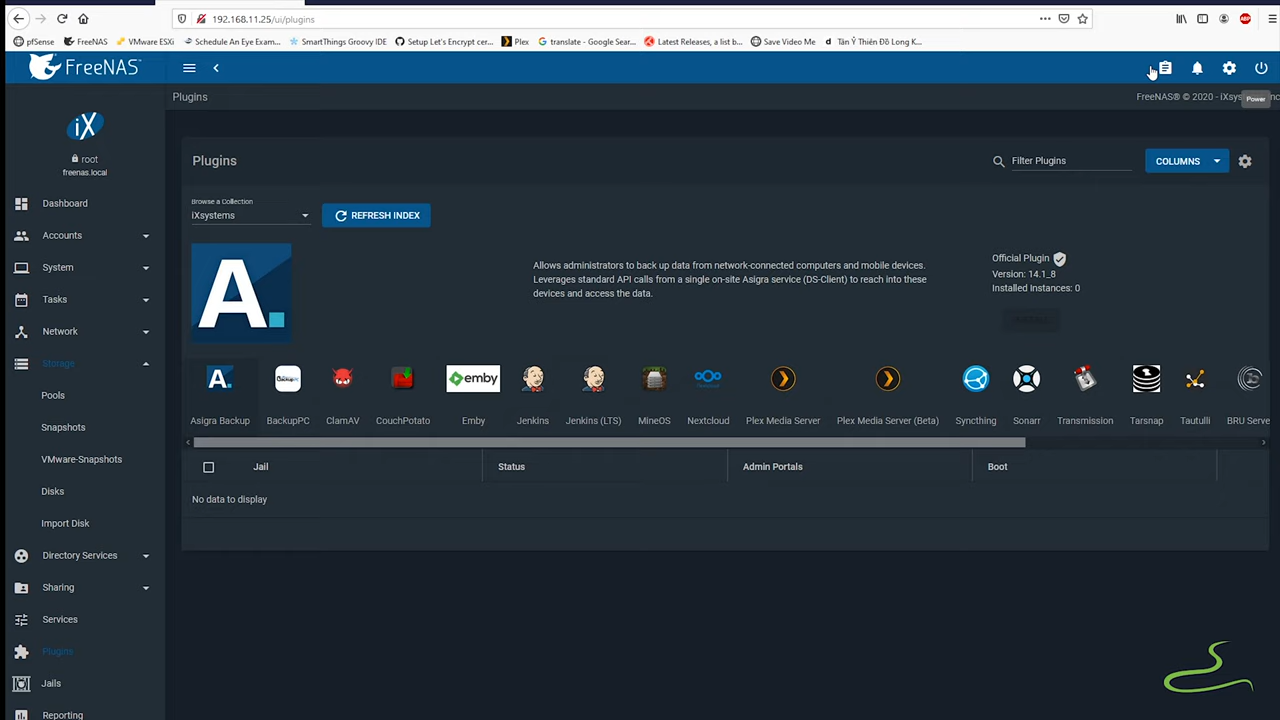 192.168.11.25/ui/plugins
pfSense FreeNAS VMware ESXi Schedule An Eye Exam... SmartThings Groovy IDE Setup Let's Encrypt cer... Plex translate - Google Sear... Latest Releases, a list b... Save Video Me Tân Ý Thiên Đồ Long K...
FreeNAS®
Plugins
FreeNAS® © 2020 - iXsys
Power
iX
root
freenas.local
Dashboard
Accounts
System
Tasks
Network
Storage
Pools
Snapshots
VMware-Snapshots
Disks
Import Disk
Directory Services
Sharing
Services
Plugins
Jails
Reporting
Plugins
Filter Plugins
COLUMNS
Browse a Collection
iXsystems
REFRESH INDEX
A.
Allows administrators to back up data from network-connected computers and mobile devices.
Leverages standard API calls from a single on-site Asigra service (DS-Client) to reach into these
devices and access the data.
Official Plugin
Version: 14.1_8
Installed Instances: 0
A. BackupPC emby
Asigra Backup BackupPC ClamAV CouchPotato Emby Jenkins Jenkins (LTS) MineOS Nextcloud Plex Media Server Plex Media Server (Beta) Syncthing Sonarr Transmission Tarsnap Tautulli BRU Serve
Jail Status Admin Portals Boot
No data to display